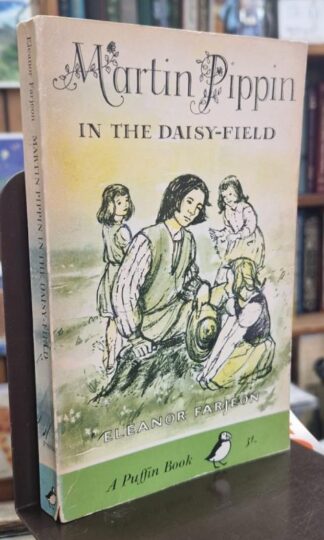 Martin Pippin
IN THE DAISY-FIELD
ELEANOR FARJEON
A Puffin Book
3/-
Eleanor Farjeon MARTIN PIPPIN IN THE DAISY-FIELD